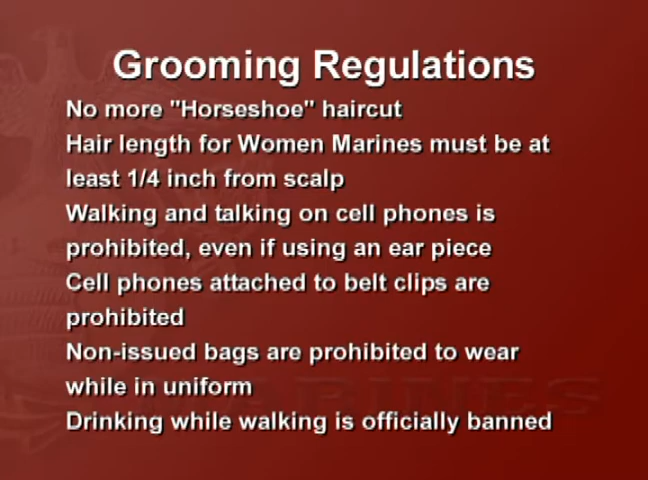 Grooming Regulations
No more "Horseshoe" haircut
Hair length for Women Marines must be at
least 1/4 inch from scalp
Walking and talking on cell phones is
prohibited, even if using an ear piece
Cell phones attached to belt clips are
prohibited
Non-issued bags are prohibited to wear
while in uniform
Drinking while walking is officially banned